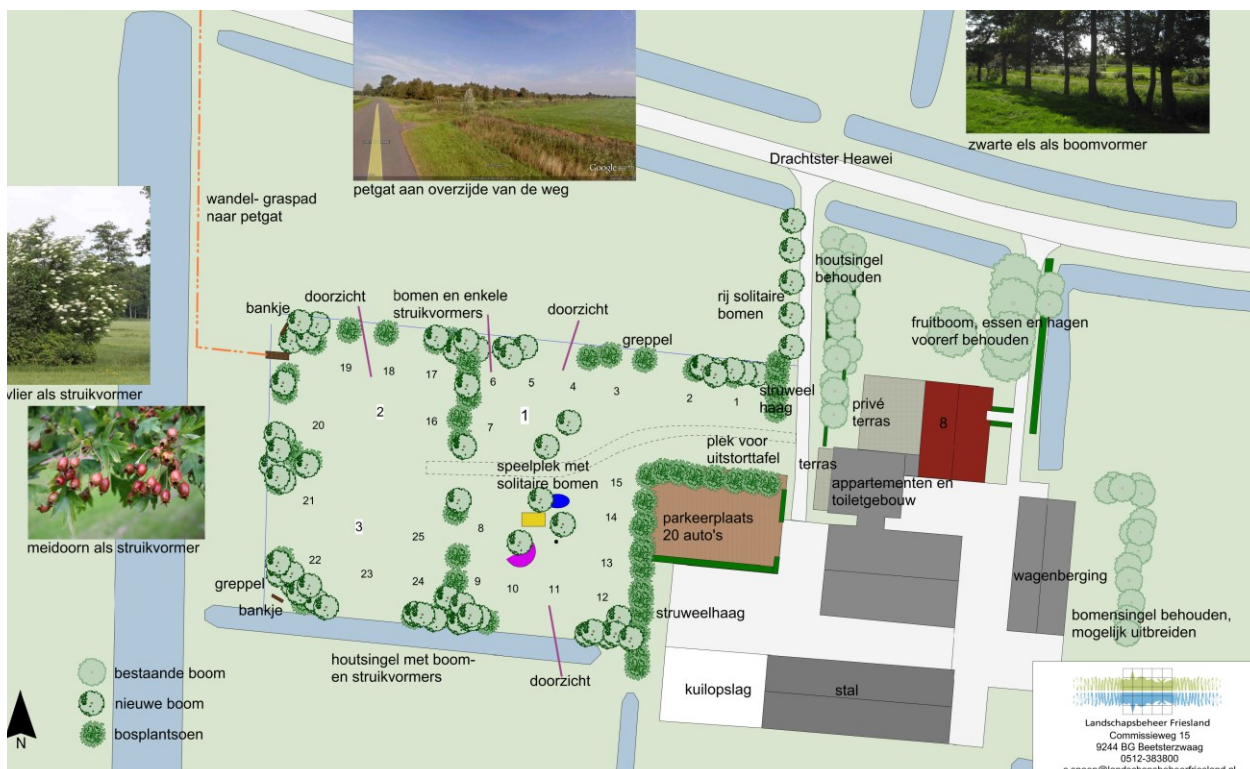 petgat aan overzijde van de weg
zwarte els als boomvormer
Drachtster Heawei
wandel- graspad
naar petgat
vlier als struikvormer
meidoorn als struikvormer
bankje
doorzicht
bomen en enkele
struikvormers
doorzicht
greppel
rij solitaire
bomen
houtsingel
behouden
fruitboom, essen en hagen
voorerf behouden
struweel
haag
privé
terras
8
terras
appartementen en
toiletgebouw
plek voor
uitstorttafel
parkeerplaats
20 auto's
speelplek met
solitaire bomen
19
18
17
6
5
4
3
2
1
2
1
20
16
7
21
3
25
8
15
14
13
22
23
24
9
10
11
12
greppel
bankje
houtsingel met boom-
en struikvormers
doorzicht
struweelhaag
wagenberging
bomensingel behouden,
mogelijk uitbreiden
kuilopslag
stal
bestaande boom
nieuwe boom
bosplantsoen
N
Google
Landschapsbeheer Friesland
Commissieweg 15
9244 BG Beetsterzwaag
0512-383800